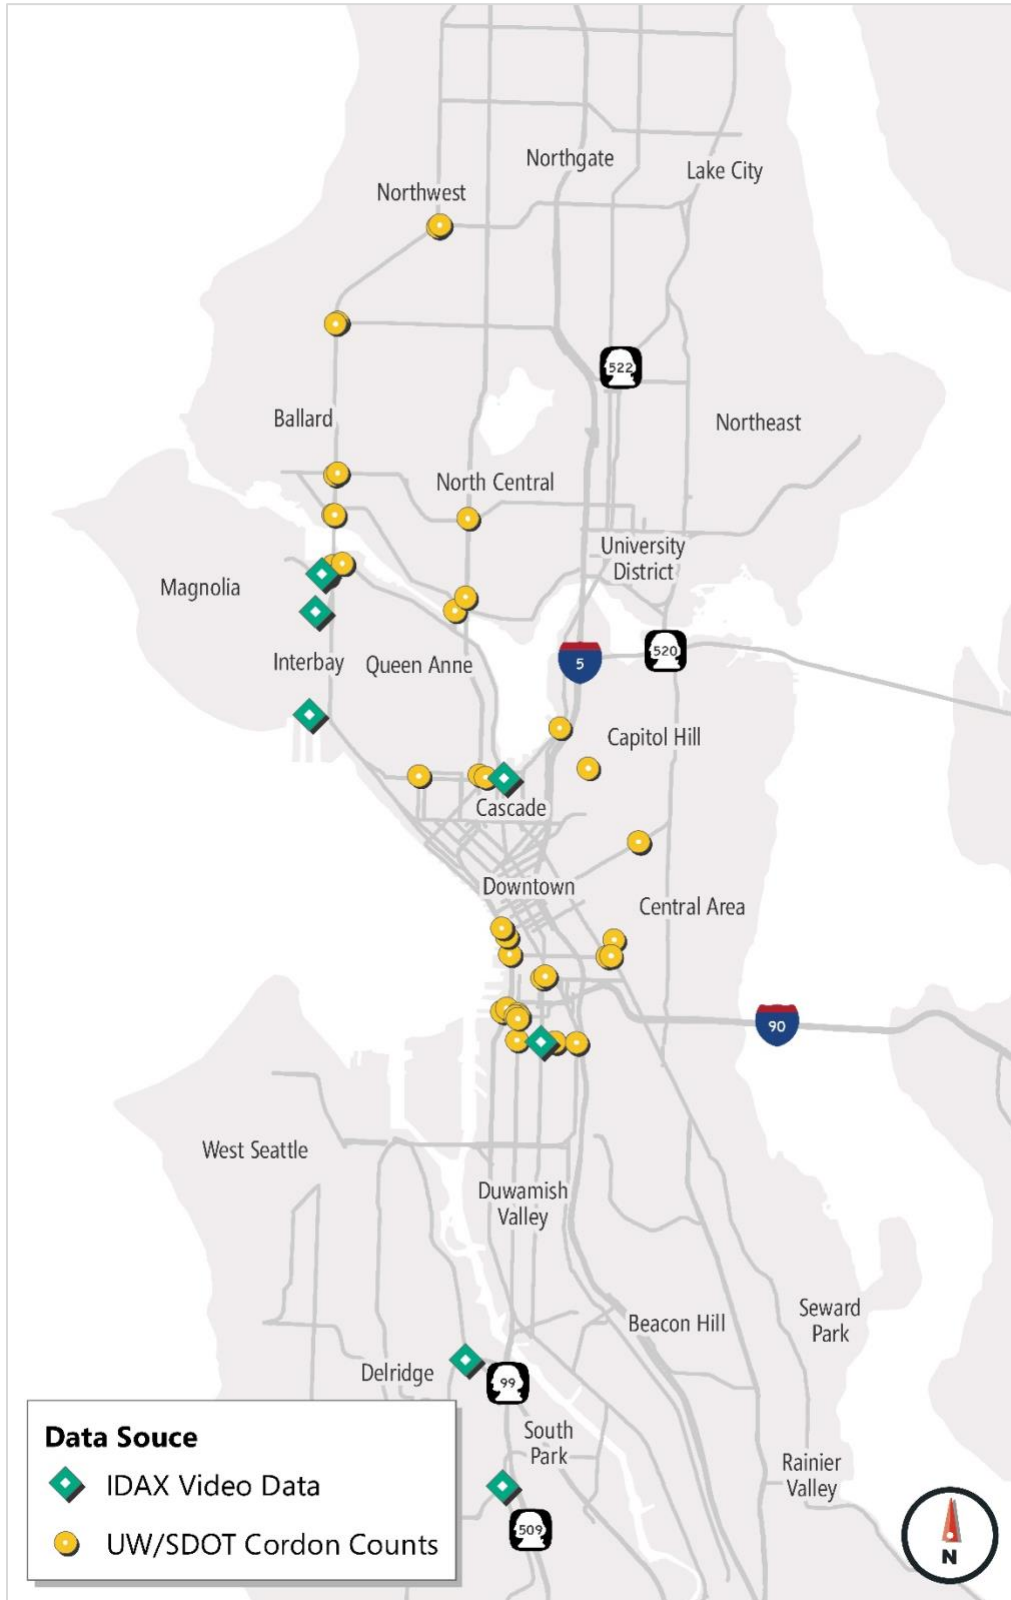 Northgate
Lake City
Northwest
522
Ballard
Northeast
North Central
University
District
Magnolia
Interbay
Queen Anne
5
520
Capitol Hill
Cascade
Downtown
Central Area
90
West Seattle
Duwamish
Valley
Seward
Park
Beacon Hill
Delridge
99
South
Park
Rainier
Valley
509
Data Souce
IDAX Video Data
UW/SDOT Cordon Counts
N